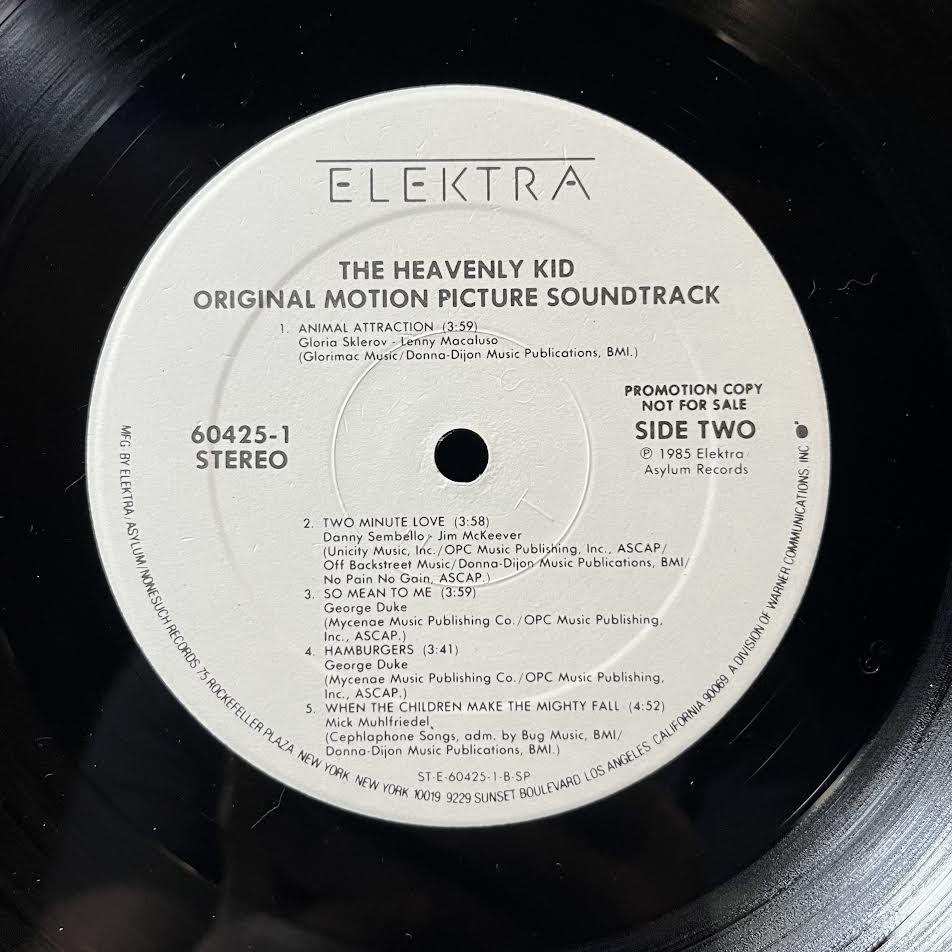 ELEKTRA
THE HEAVENLY KID
ORIGINAL MOTION PICTURE SOUNDTRACK
1. ANIMAL ATTRACTION (3:59)
Gloria Sklerov - Lenny Macaluso
(Glorimac Music/Donna-Dijon Music Publications, BMI.)
PROMOTION COPY
NOT FOR SALE
60425-1
STEREO
SIDE TWO
℗ 1985 Elektra
Asylum Records
2. TWO MINUTE LOVE (3:58)
Danny Sembello - Jim McKeever
(Unicity Music, Inc./OPC Music Publishing, Inc., ASCAP/
Off Backstreet Music/Donna-Dijon Music Publications, BMI/
No Pain No Gain, ASCAP.)
3. SO MEAN TO ME (3:59)
George Duke
(Mycenae Music Publishing Co./OPC Music Publishing,
Inc., ASCAP.)
4. HAMBURGERS (3:41)
George Duke
(Mycenae Music Publishing Co./OPC Music Publishing,
Inc., ASCAP.)
5. WHEN THE CHILDREN MAKE THE MIGHTY FALL (4:52)
Mick Muhlfriedel
(Cephlaphone Songs, adm. by Bug Music, BMI/
Donna-Dijon Music Publications, BMI.)
ST-E-60425-1-B-SP
MFG BY ELEKTRA/ASYLUM/NONESUCH RECORDS 75 ROCKEFELLER PLAZA NEW YORK NEW YORK 10019 9229 SUNSET BOULEVARD LOS ANGELES CALIFORNIA 90069 A DIVISION OF WARNER COMMUNICATIONS INC